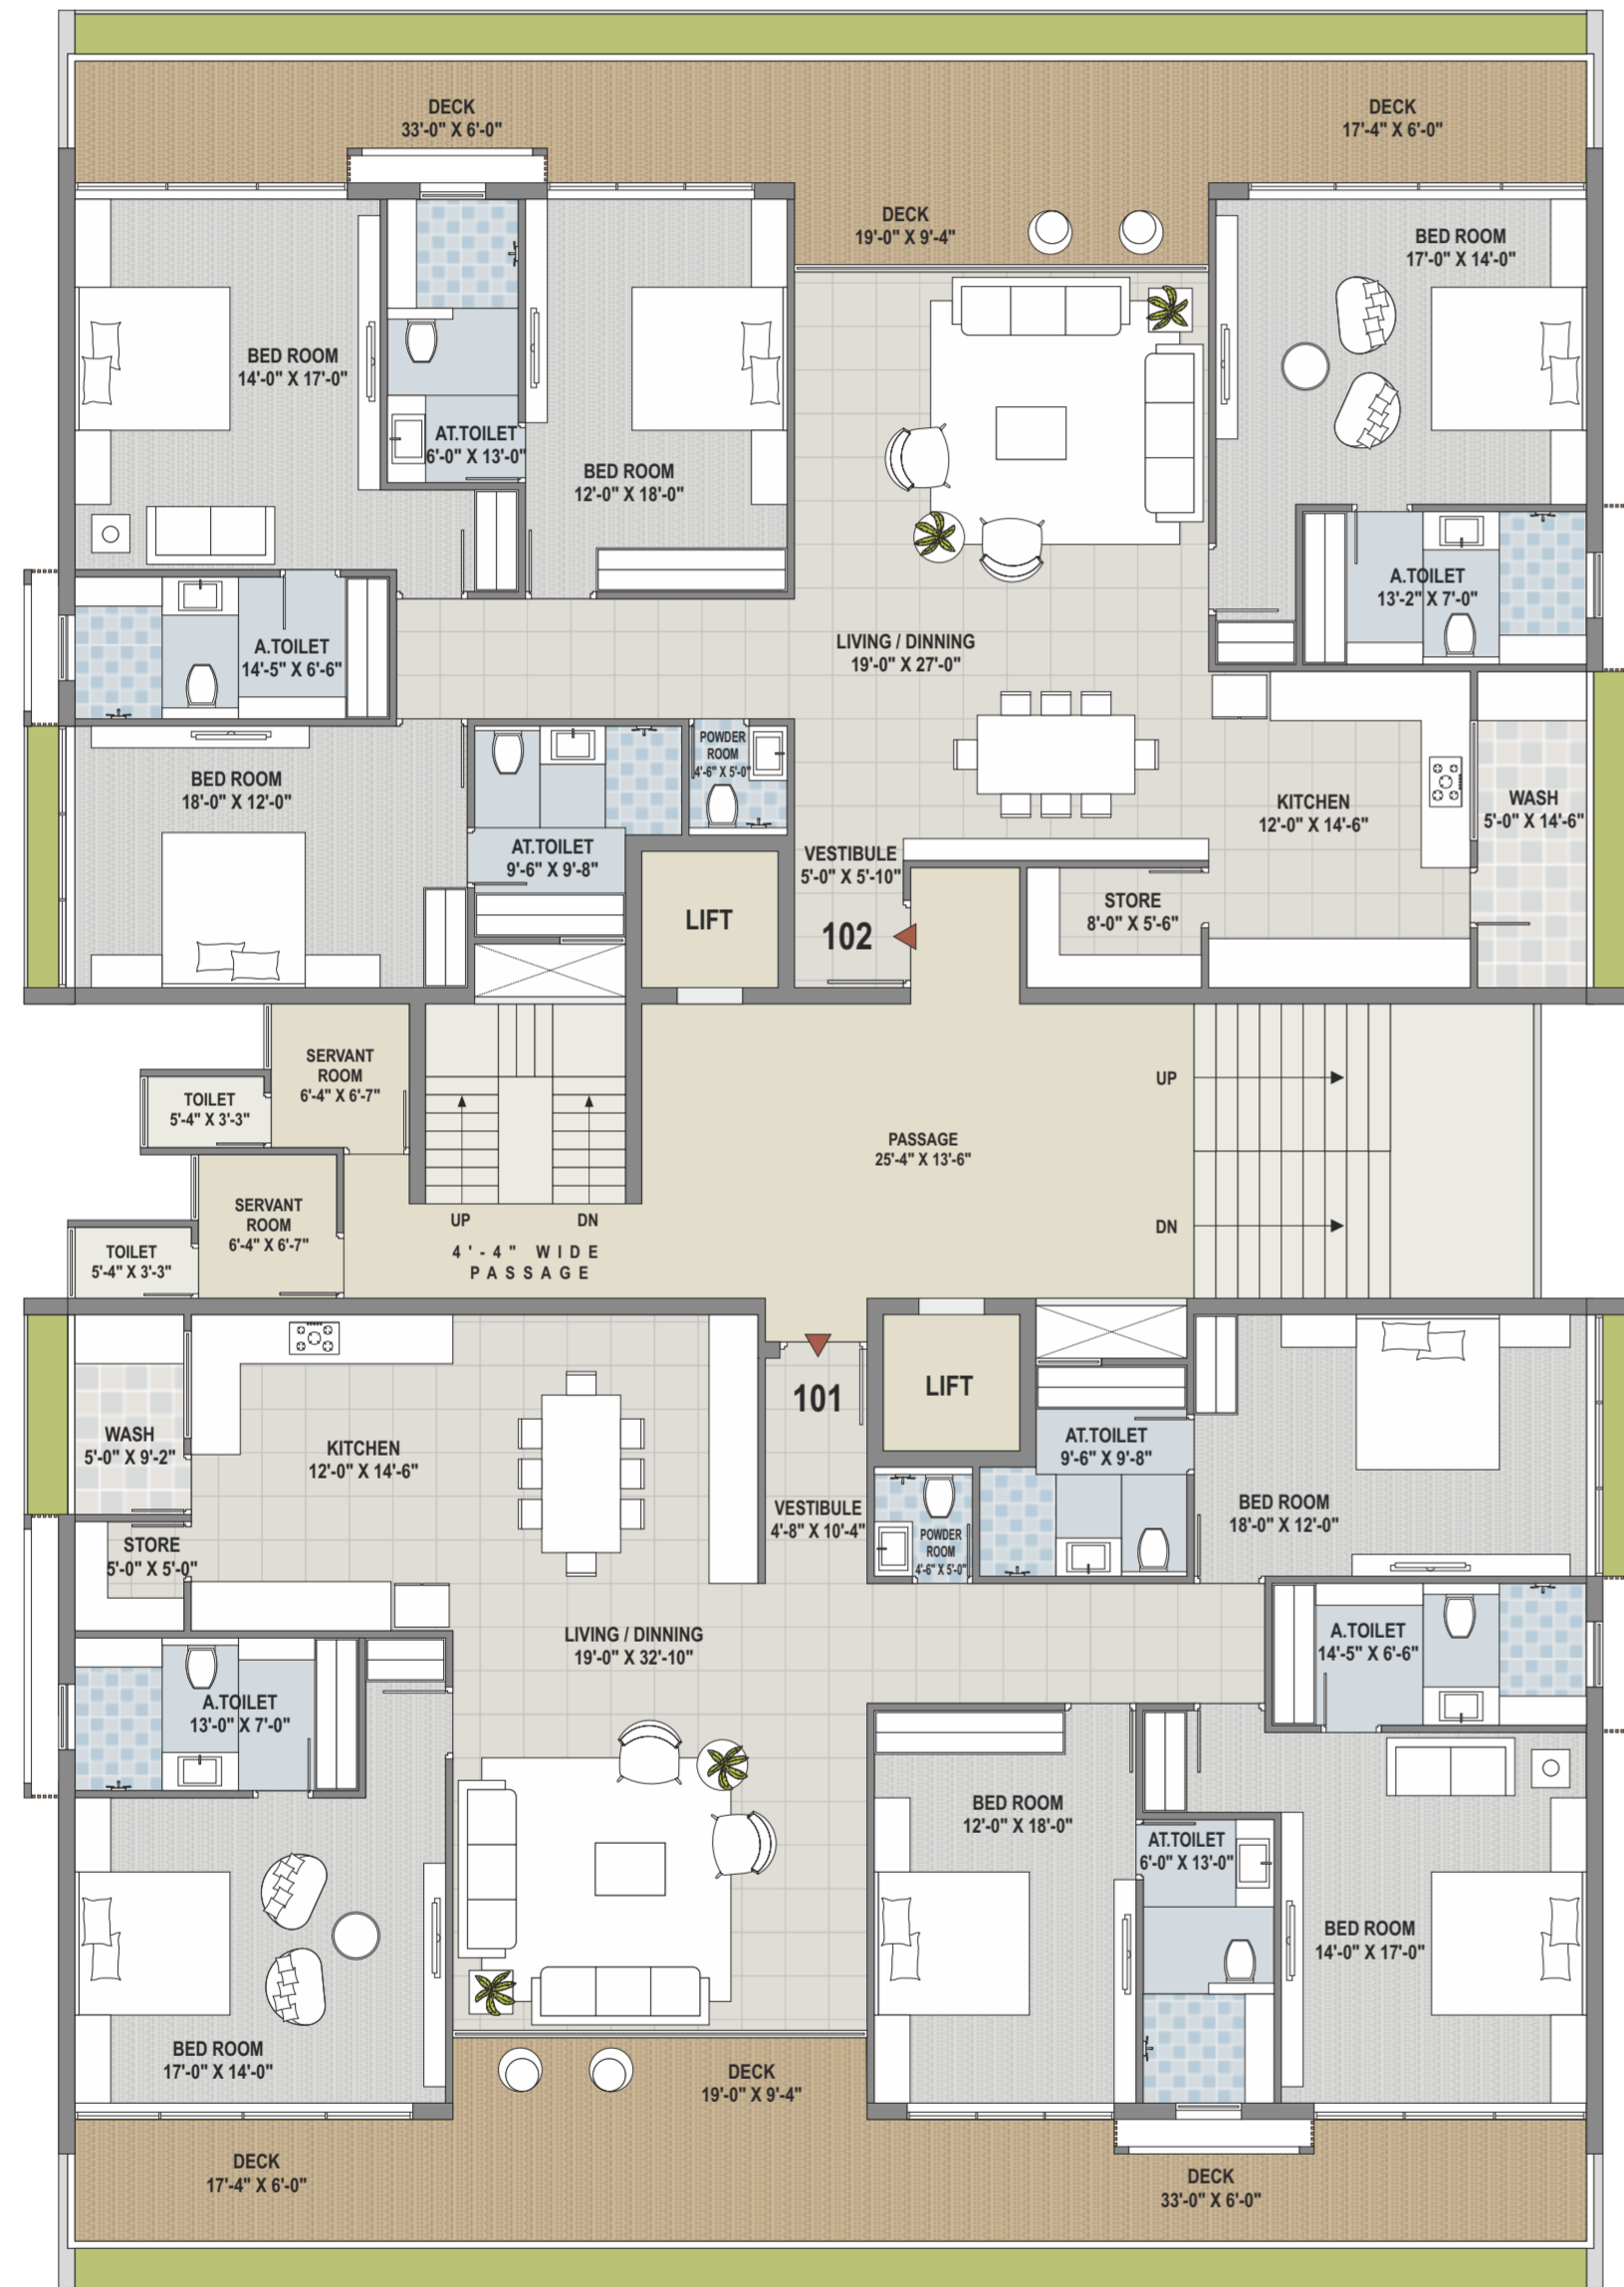 DECK
33'-0" X 6'-0"
DECK
17'-4" X 6'-0"
DECK
19'-0" X 9'-4"
BED ROOM
17'-0" X 14'-0"
BED ROOM
14'-0" X 17'-0"
AT.TOILET
6'-0" X 13'-0"
BED ROOM
12'-0" X 18'-0"
A.TOILET
13'-2" X 7'-0"
A.TOILET
14'-5" X 6'-6"
LIVING / DINNING
19'-0" X 27'-0"
POWDER
ROOM
4'-6" X 5'-0"
BED ROOM
18'-0" X 12'-0"
KITCHEN
12'-0" X 14'-6"
WASH
5'-0" X 14'-6"
AT.TOILET
9'-6" X 9'-8"
VESTIBULE
5'-0" X 5'-10"
STORE
8'-0" X 5'-6"
LIFT
102
SERVANT
ROOM
6'-4" X 6'-7"
TOILET
5'-4" X 3'-3"
UP
PASSAGE
25'-4" X 13'-6"
SERVANT
ROOM
6'-4" X 6'-7"
UP
DN
DN
TOILET
5'-4" X 3'-3"
4'-4" WIDE
PASSAGE
101
LIFT
WASH
5'-0" X 9'-2"
KITCHEN
12'-0" X 14'-6"
AT.TOILET
9'-6" X 9'-8"
VESTIBULE
4'-8" X 10'-4"
BED ROOM
18'-0" X 12'-0"
POWDER
ROOM
4'-6" X 5'-0"
STORE
5'-0" X 5'-0"
LIVING / DINNING
19'-0" X 32'-10"
A.TOILET
14'-5" X 6'-6"
A.TOILET
13'-0" X 7'-0"
BED ROOM
12'-0" X 18'-0"
AT.TOILET
6'-0" X 13'-0"
BED ROOM
14'-0" X 17'-0"
BED ROOM
17'-0" X 14'-0"
DECK
19'-0" X 9'-4"
DECK
17'-4" X 6'-0"
DECK
33'-0" X 6'-0"